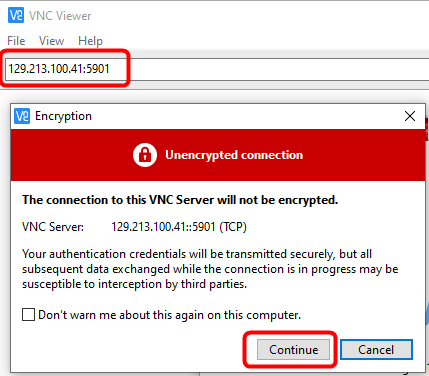 VNC Viewer
File View Help
129.213.100.41:5901
Encryption
Unencrypted connection
The connection to this VNC Server will not be encrypted.
VNC Server: 129.213.100.41::5901 (TCP)
Your authentication credentials will be transmitted securely, but all
subsequent data exchanged while the connection is in progress may be
susceptible to interception by third parties.
Don't warn me about this again on this computer.
Continue Cancel